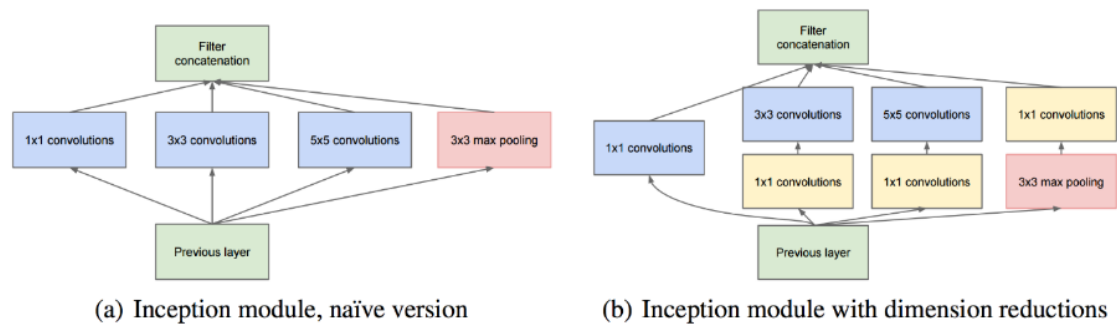 Filter
concatenation
1x1 convolutions
3x3 convolutions
5x5 convolutions
3x3 max pooling
Previous layer
(a) Inception module, naïve version
Filter
concatenation
3x3 convolutions
5x5 convolutions
1x1 convolutions
1x1 convolutions
1x1 convolutions
1x1 convolutions
3x3 max pooling
Previous layer
(b) Inception module with dimension reductions